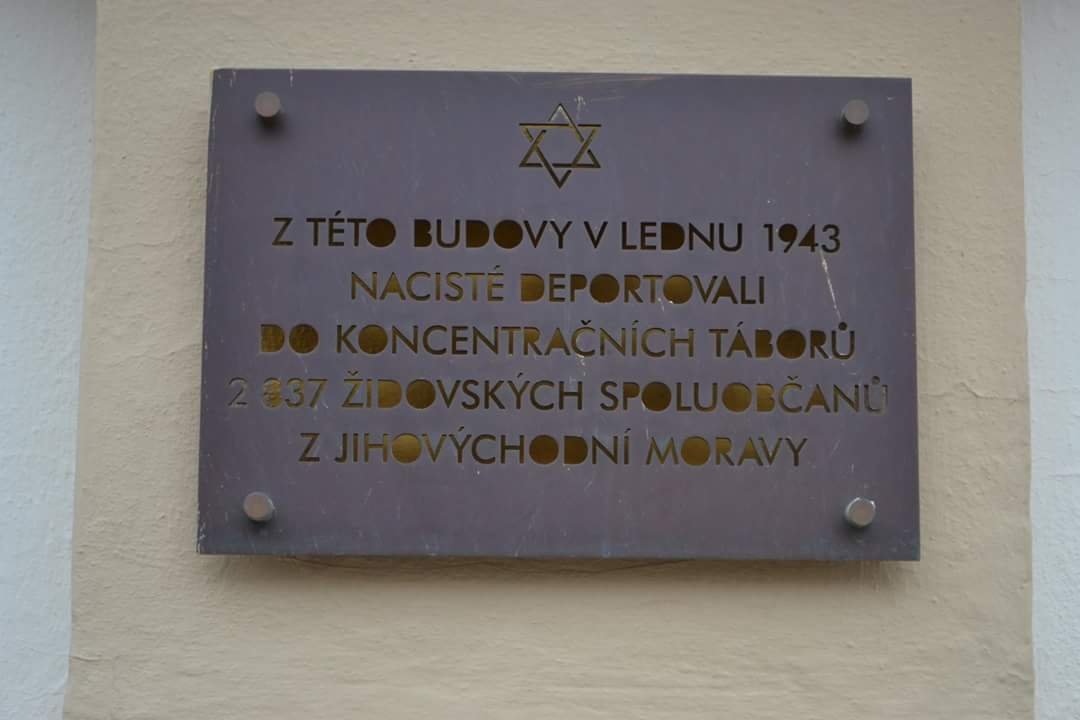 Z TÉTO BUDOVY V LEDNU 1943
NACISTÉ DEPORTOVALI
DO KONCENTRAČNÍCH TÁBORŮ
2 837 ŽIDOVSKÝCH SPOLUOBČANŮ
Z JIHOVÝCHODNÍ MORAVY